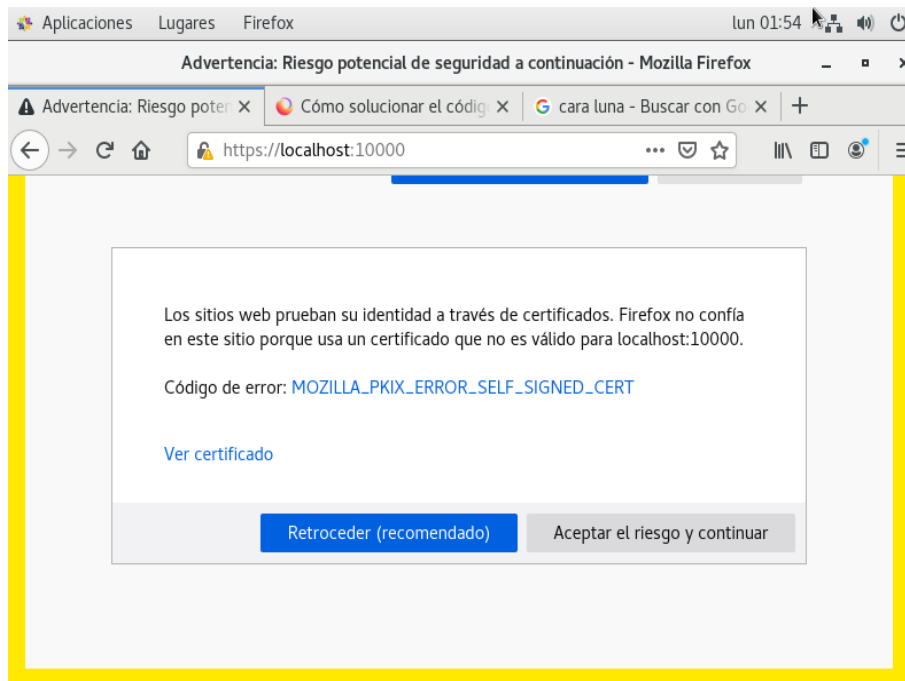 Aplicaciones Lugares Firefox lun 01:54
Advertencia: Riesgo potencial de seguridad a continuación - Mozilla Firefox
Advertencia: Riesgo poten Cómo solucionar el códig G cara luna - Buscar con Go
https://localhost:10000
Los sitios web prueban su identidad a través de certificados. Firefox no confía
en este sitio porque usa un certificado que no es válido para localhost:10000.
Código de error: MOZILLA_PKIX_ERROR_SELF_SIGNED_CERT
Ver certificado
Retroceder (recomendado) Aceptar el riesgo y continuar